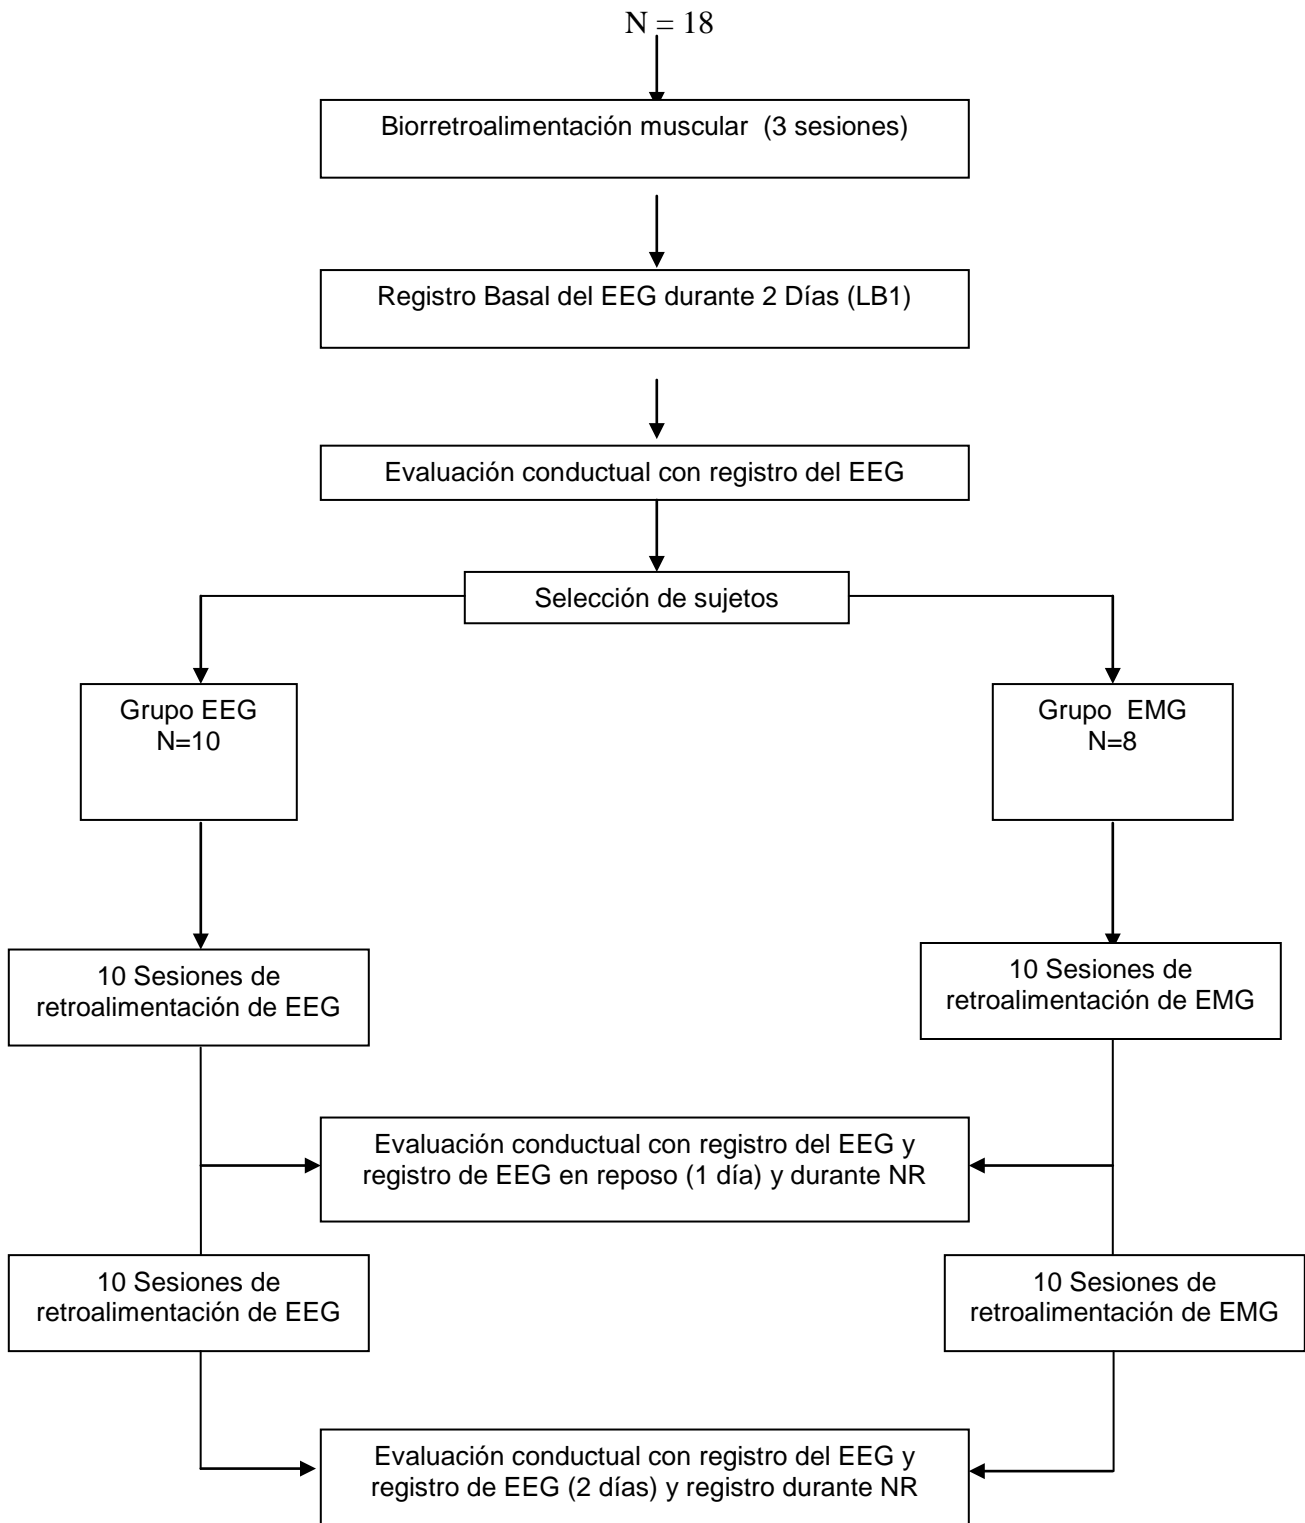 N = 18
Biorretroalimentación muscular (3 sesiones)
Registro Basal del EEG durante 2 Días (LB1)
Evaluación conductual con registro del EEG
Selección de sujetos
Grupo EEG
N=10
Grupo EMG
N=8
10 Sesiones de
retroalimentación de EEG
10 Sesiones de
retroalimentación de EMG
Evaluación conductual con registro del EEG y
registro de EEG en reposo (1 día) y durante NR
10 Sesiones de
retroalimentación de EEG
10 Sesiones de
retroalimentación de EMG
Evaluación conductual con registro del EEG y
registro de EEG (2 días) y registro durante NR